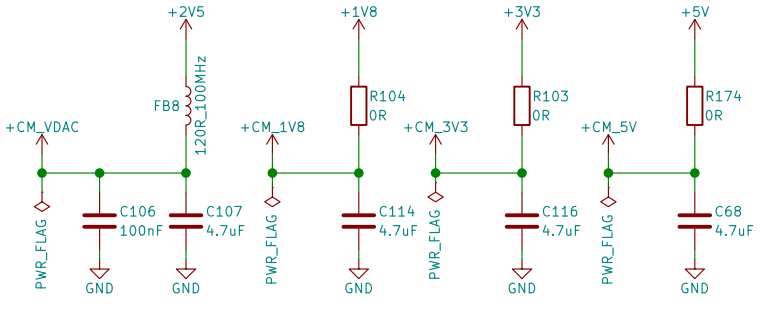 +2V5
+1V8
+3V3
+5V
FB8
120R_100MHz
R104
0R
R103
0R
R174
0R
+CM_VDAC
+CM_1V8
+CM_3V3
+CM_5V
PWR_FLAG
C106
100nF
C107
4.7uF
PWR_FLAG
C114
4.7uF
PWR_FLAG
C116
4.7uF
PWR_FLAG
C68
4.7uF
GND
GND
GND
GND
GND